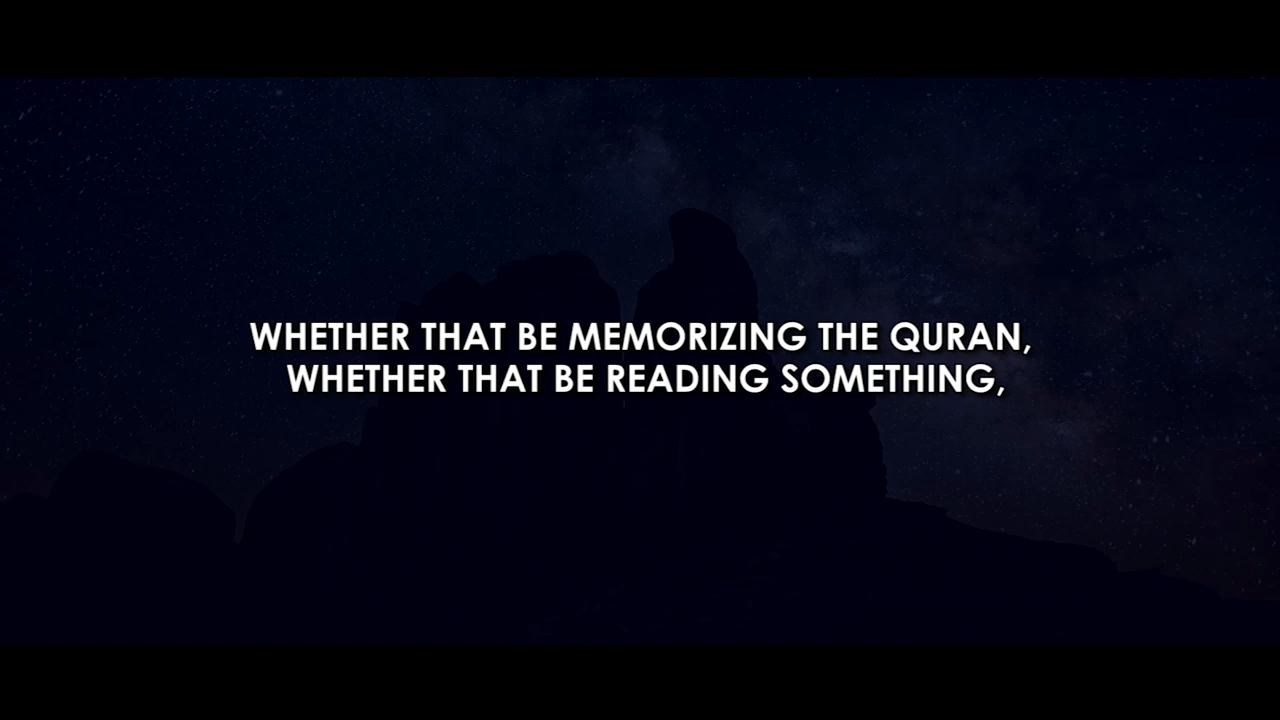 WHETHER THAT BE MEMORIZING THE QURAN,
WHETHER THAT BE READING SOMETHING,